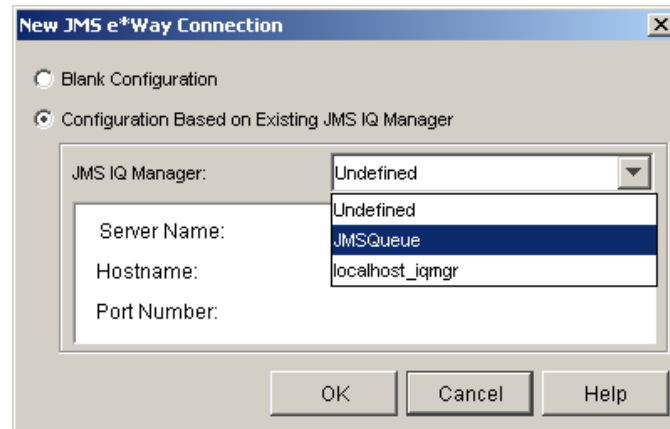 New JMS e*Way Connection
Blank Configuration
Configuration Based on Existing JMS IQ Manager
JMS IQ Manager: Undefined
Undefined
Server Name:
JMSQueue
Hostname: localhost_iqmgr
Port Number:
OK Cancel Help